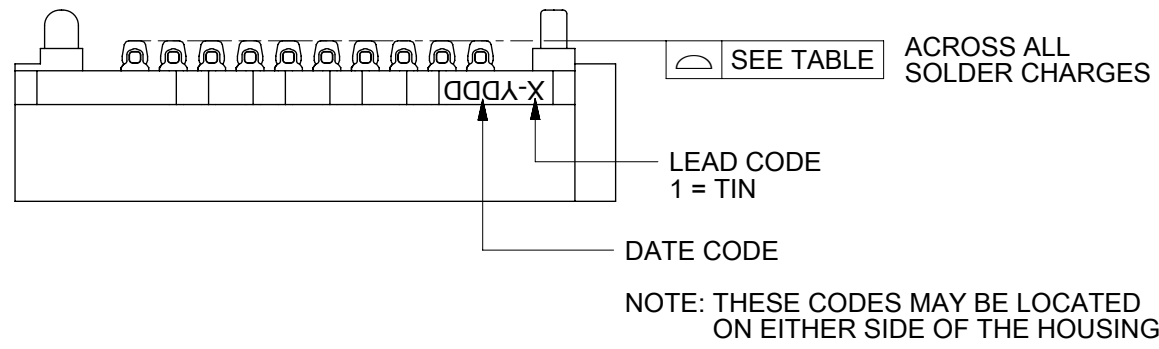 SEE TABLE
ACROSS ALL
SOLDER CHARGES
X-YDDD
LEAD CODE
1 = TIN
DATE CODE
NOTE: THESE CODES MAY BE LOCATED
ON EITHER SIDE OF THE HOUSING